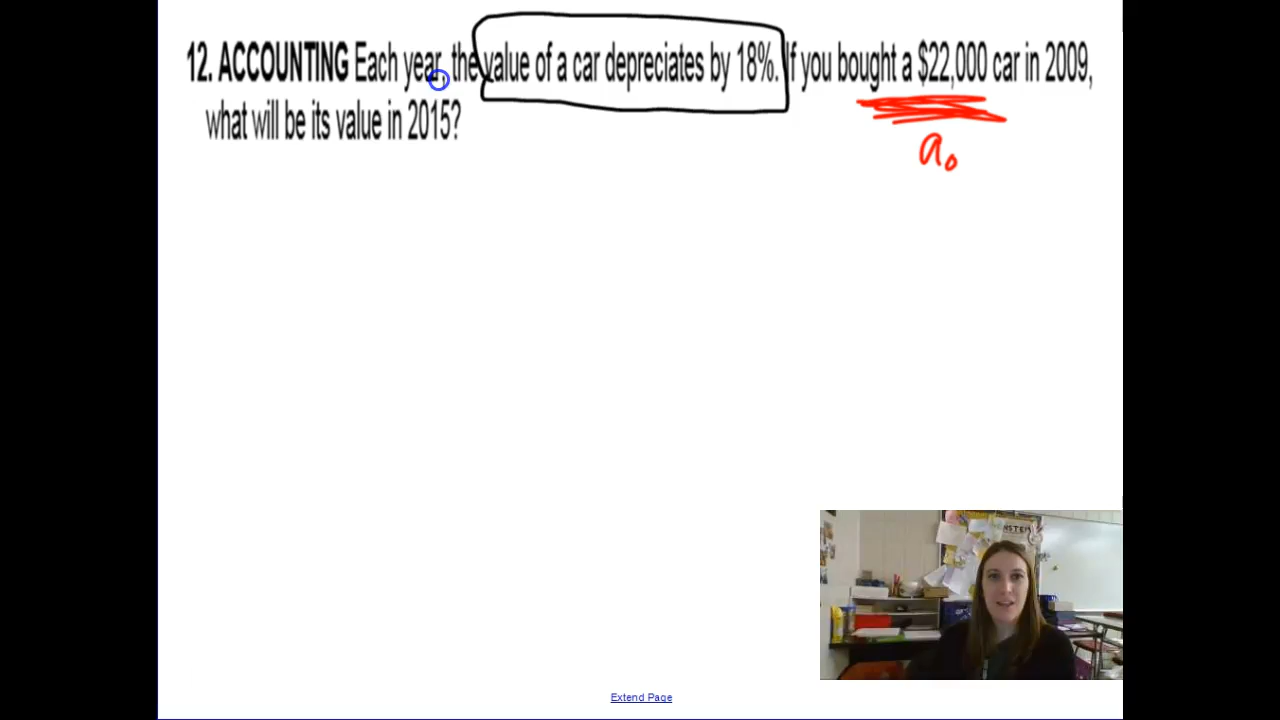 12. ACCOUNTING Each year, the value of a car depreciates by 18%. If you bought a $22,000 car in 2009,
what will be its value in 2015?
a₀
Extend Page